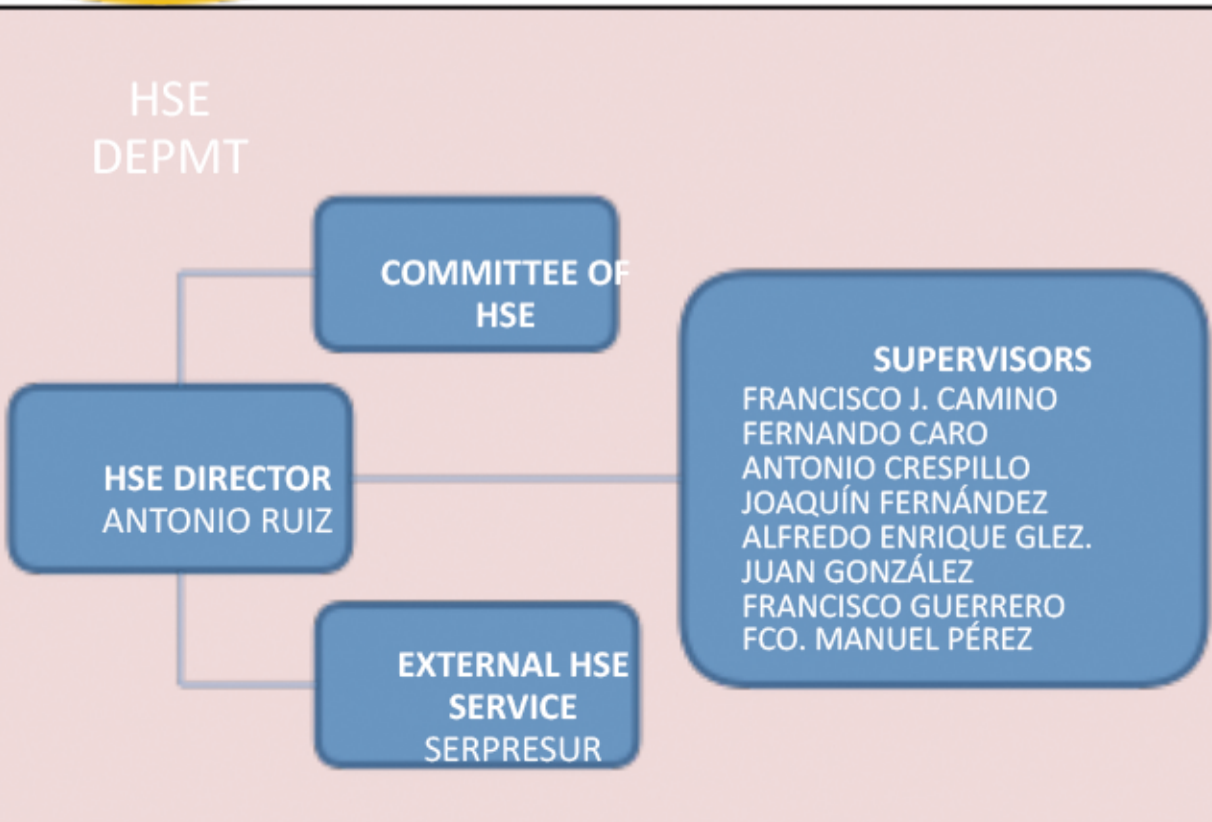 HSE
DEPMT
COMMITTEE OF
HSE
HSE DIRECTOR
ANTONIO RUIZ
EXTERNAL HSE
SERVICE
SERPRESUR
SUPERVISORS
FRANCISCO J. CAMINO
FERNANDO CARO
ANTONIO CRESPILLO
JOAQUÍN FERNÁNDEZ
ALFREDO ENRIQUE GLEZ.
JUAN GONZÁLEZ
FRANCISCO GUERRERO
FCO. MANUEL PÉREZ